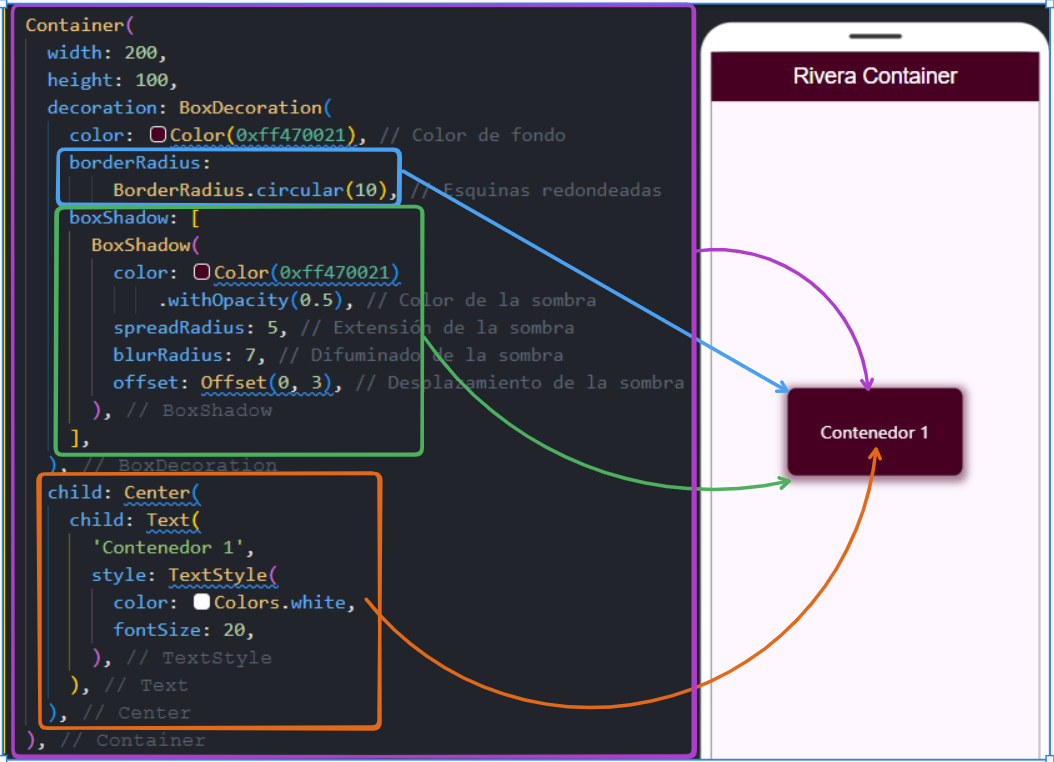 Container(
width: 200,
height: 100,
decoration: BoxDecoration(
color: Color(0xff470021), // Color de fondo
borderRadius:
BorderRadius.circular(10), // Esquinas redondeadas
boxShadow: [
BoxShadow(
color: Color(0xff470021)
.withOpacity(0.5), // Color de la sombra
spreadRadius: 5, // Extensión de la sombra
blurRadius: 7, // Difuminado de la sombra
offset: Offset(0, 3), // Desplazamiento de la sombra
), // BoxShadow
],
), // BoxDecoration
child: Center(
child: Text(
'Contenedor 1',
style: TextStyle(
color: Colors.white,
fontSize: 20,
), // TextStyle
), // Text
), // Center
), // Container
Rivera Container
Contenedor 1